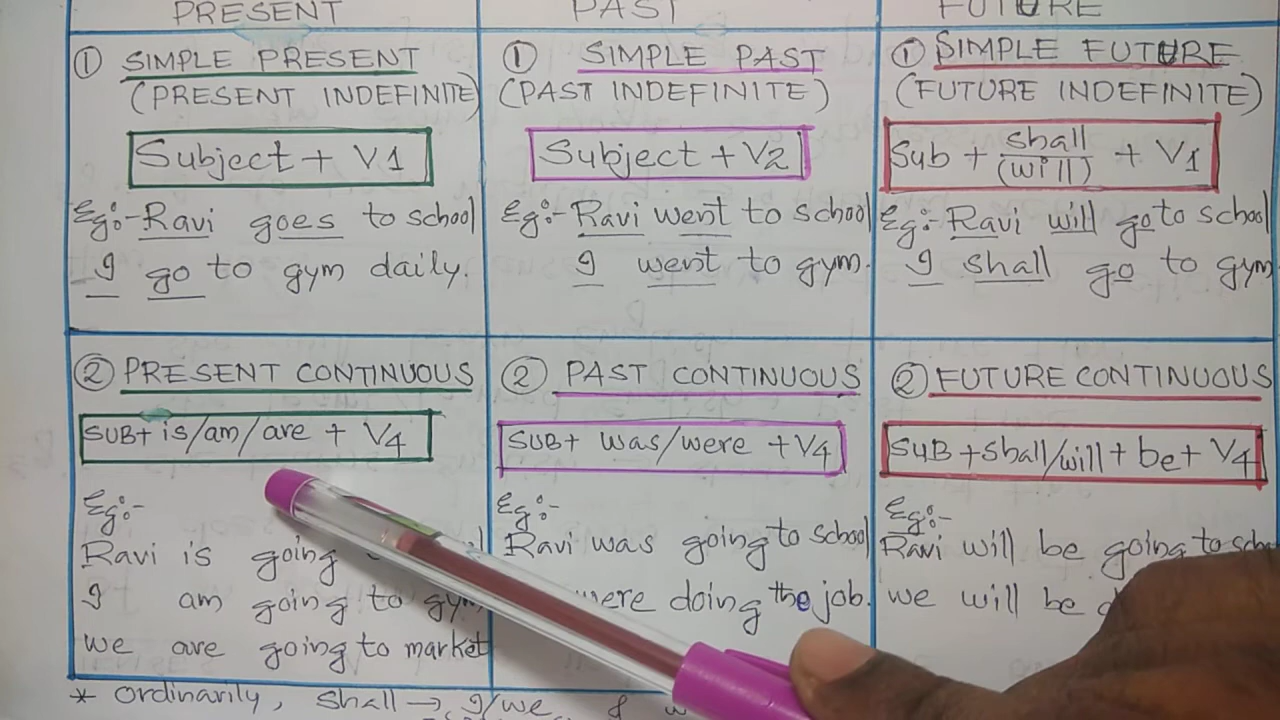 PRESENT
① SIMPLE PRESENT
(PRESENT INDEFINITE)
Subject + V1
Eg:- Ravi goes to school
I go to gym daily.
② PRESENT CONTINUOUS
SUB+ is/am/are + V4
Eg:-
Ravi is going
I am going to gym
we are going to market
PAST
① SIMPLE PAST
(PAST INDEFINITE)
Subject + V2
Eg:- Ravi went to school
I went to gym.
② PAST CONTINUOUS
SUB+ was/were + V4
Eg:-
Ravi was going to school
were doing the job.
FUTURE
① SIMPLE FUTURE
(FUTURE INDEFINITE)
Sub + shall (will) + V1
Eg:- Ravi will go to school
I shall go to gym
② FUTURE CONTINUOUS
SUB + shall/will + be + V4
Eg:-
Ravi will be going to
we will be
* Ordinarily, shall → I/we